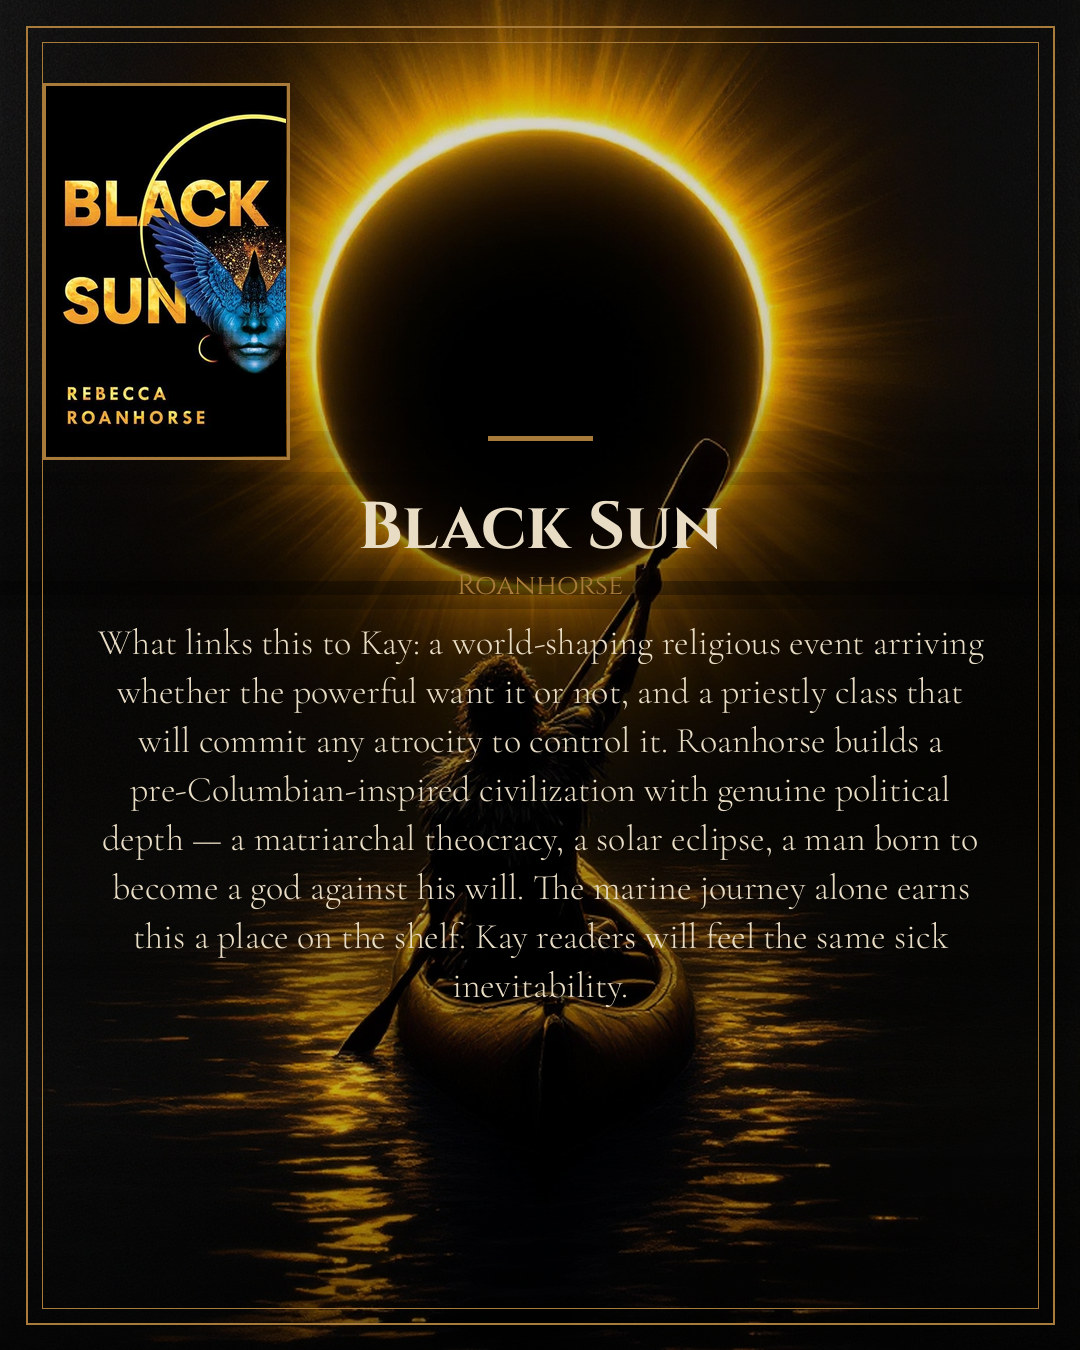 BLACK
SUN
REBECCA
ROANHORSE
Black Sun
Roanhorse
What links this to Kay: a world-shaping religious event arriving
whether the powerful want it or not, and a priestly class that
will commit any atrocity to control it. Roanhorse builds a
pre-Columbian-inspired civilization with genuine political
depth — a matriarchal theocracy, a solar eclipse, a man born to
become a god against his will. The marine journey alone earns
this a place on the shelf. Kay readers will feel the same sick
inevitability.